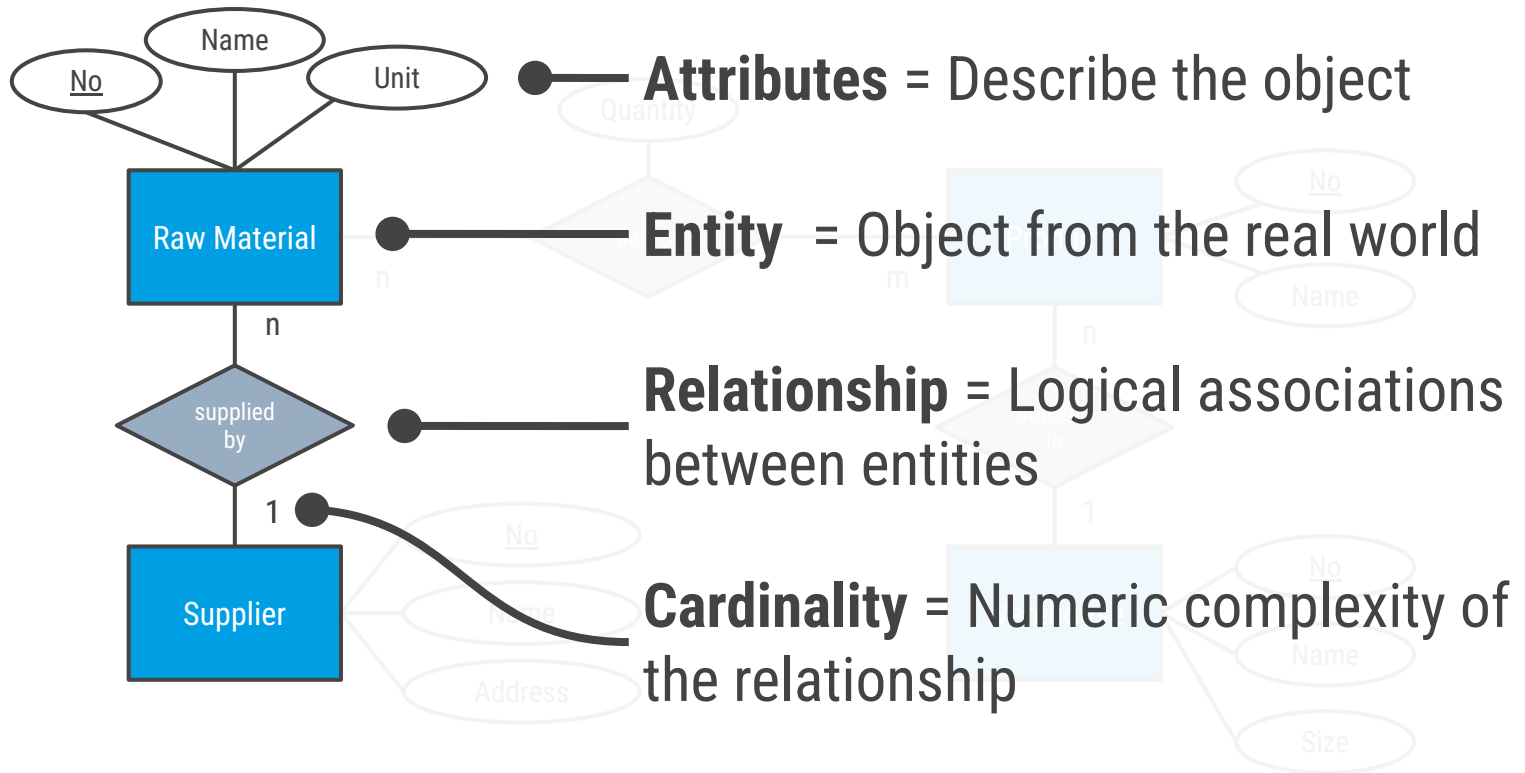 Name
No
Unit
Attributes = Describe the object
Quantity
No
Raw Material
Entity = Object from the real world
n
m
Name
n
n
supplied
by
Relationship = Logical associations
between entities
in
1
1
No
No
Supplier
Name
Cardinality = Numeric complexity of
the relationship
Name
Address
Size